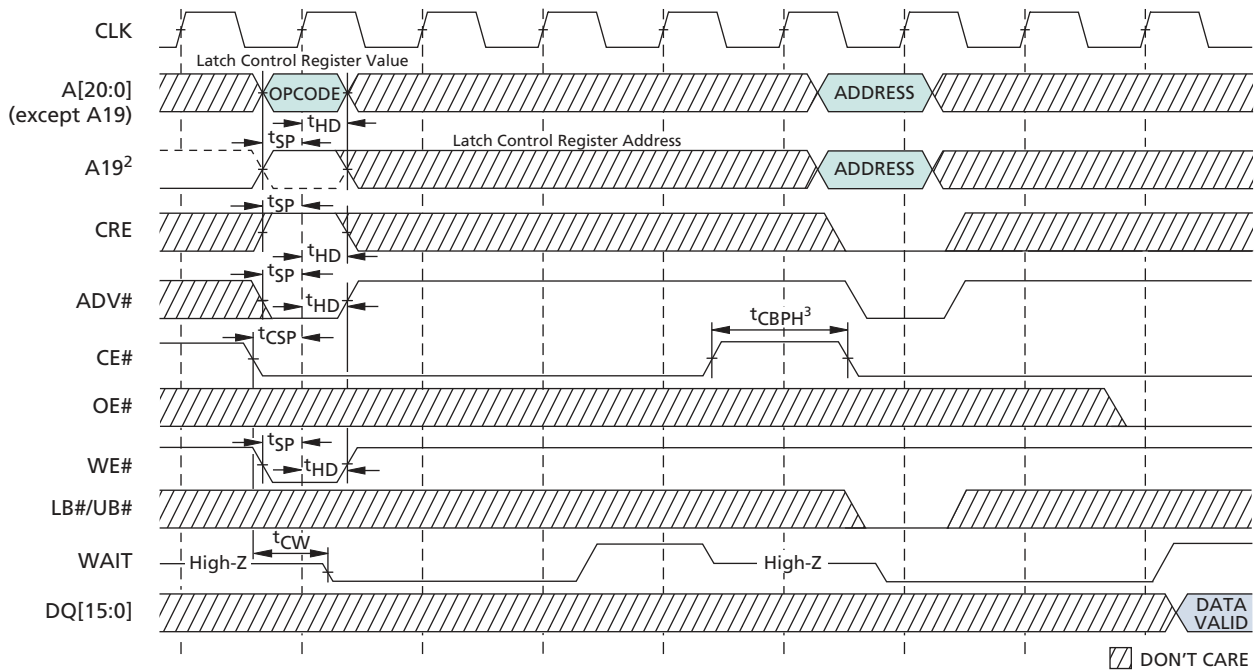 CLK
Latch Control Register Value
A[20:0]
(except A19)
OPCODE
ADDRESS
tHD
tSP
Latch Control Register Address
A19²
ADDRESS
tSP
CRE
tHD
tSP
ADV#
tHD
tCBPH³
tCSP
CE#
OE#
tSP
WE#
tHD
LB#/UB#
tCW
WAIT
High-Z
High-Z
DQ[15:0]
DATA
VALID
DON'T CARE